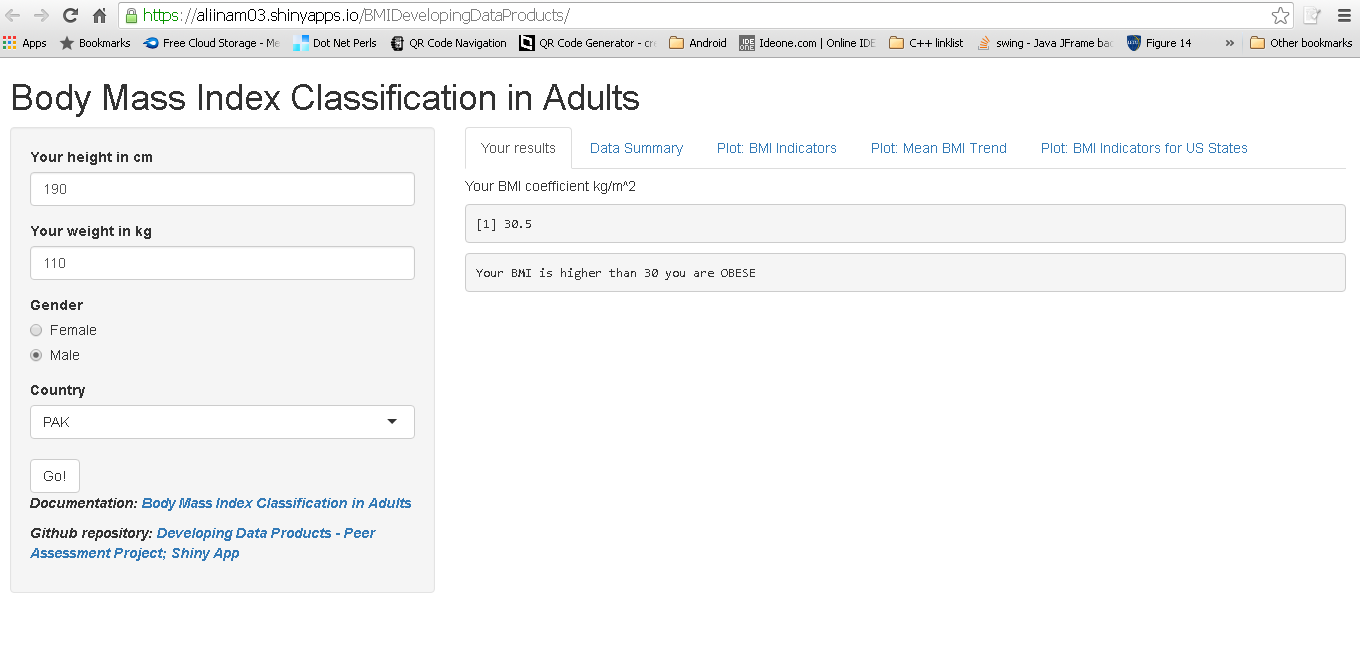 https://aliinam03.shinyapps.io/BMIDevelopingDataProducts/
Apps Bookmarks Free Cloud Storage - Me Dot Net Perls QR Code Navigation QR Code Generator - cre Android Ideone.com | Online IDE C++ linklist swing - Java JFrame bac Figure 14 » Other bookmarks
Body Mass Index Classification in Adults
Your height in cm
190
Your weight in kg
110
Gender
Female
Male
Country
PAK
Go!
Documentation: Body Mass Index Classification in Adults
Github repository: Developing Data Products - Peer
Assessment Project; Shiny App
Your results Data Summary Plot: BMI Indicators Plot: Mean BMI Trend Plot: BMI Indicators for US States
Your BMI coefficient kg/m^2
[1] 30.5
Your BMI is higher than 30 you are OBESE